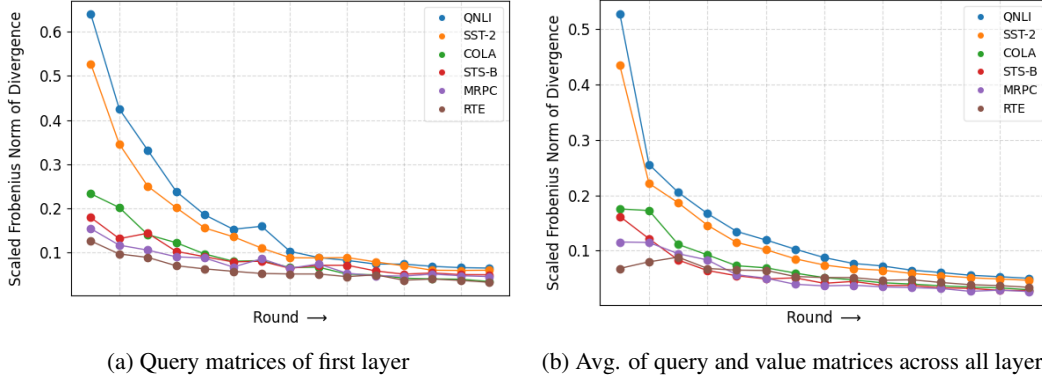 Scaled Frobenius Norm of Divergence
0.6
0.5
0.4
0.3
0.2
0.1
QNLI
SST-2
COLA
STS-B
MRPC
RTE
Round →
(a) Query matrices of first layer
Scaled Frobenius Norm of Divergence
0.5
0.4
0.3
0.2
0.1
QNLI
SST-2
COLA
STS-B
MRPC
RTE
Round →
(b) Avg. of query and value matrices across all layer